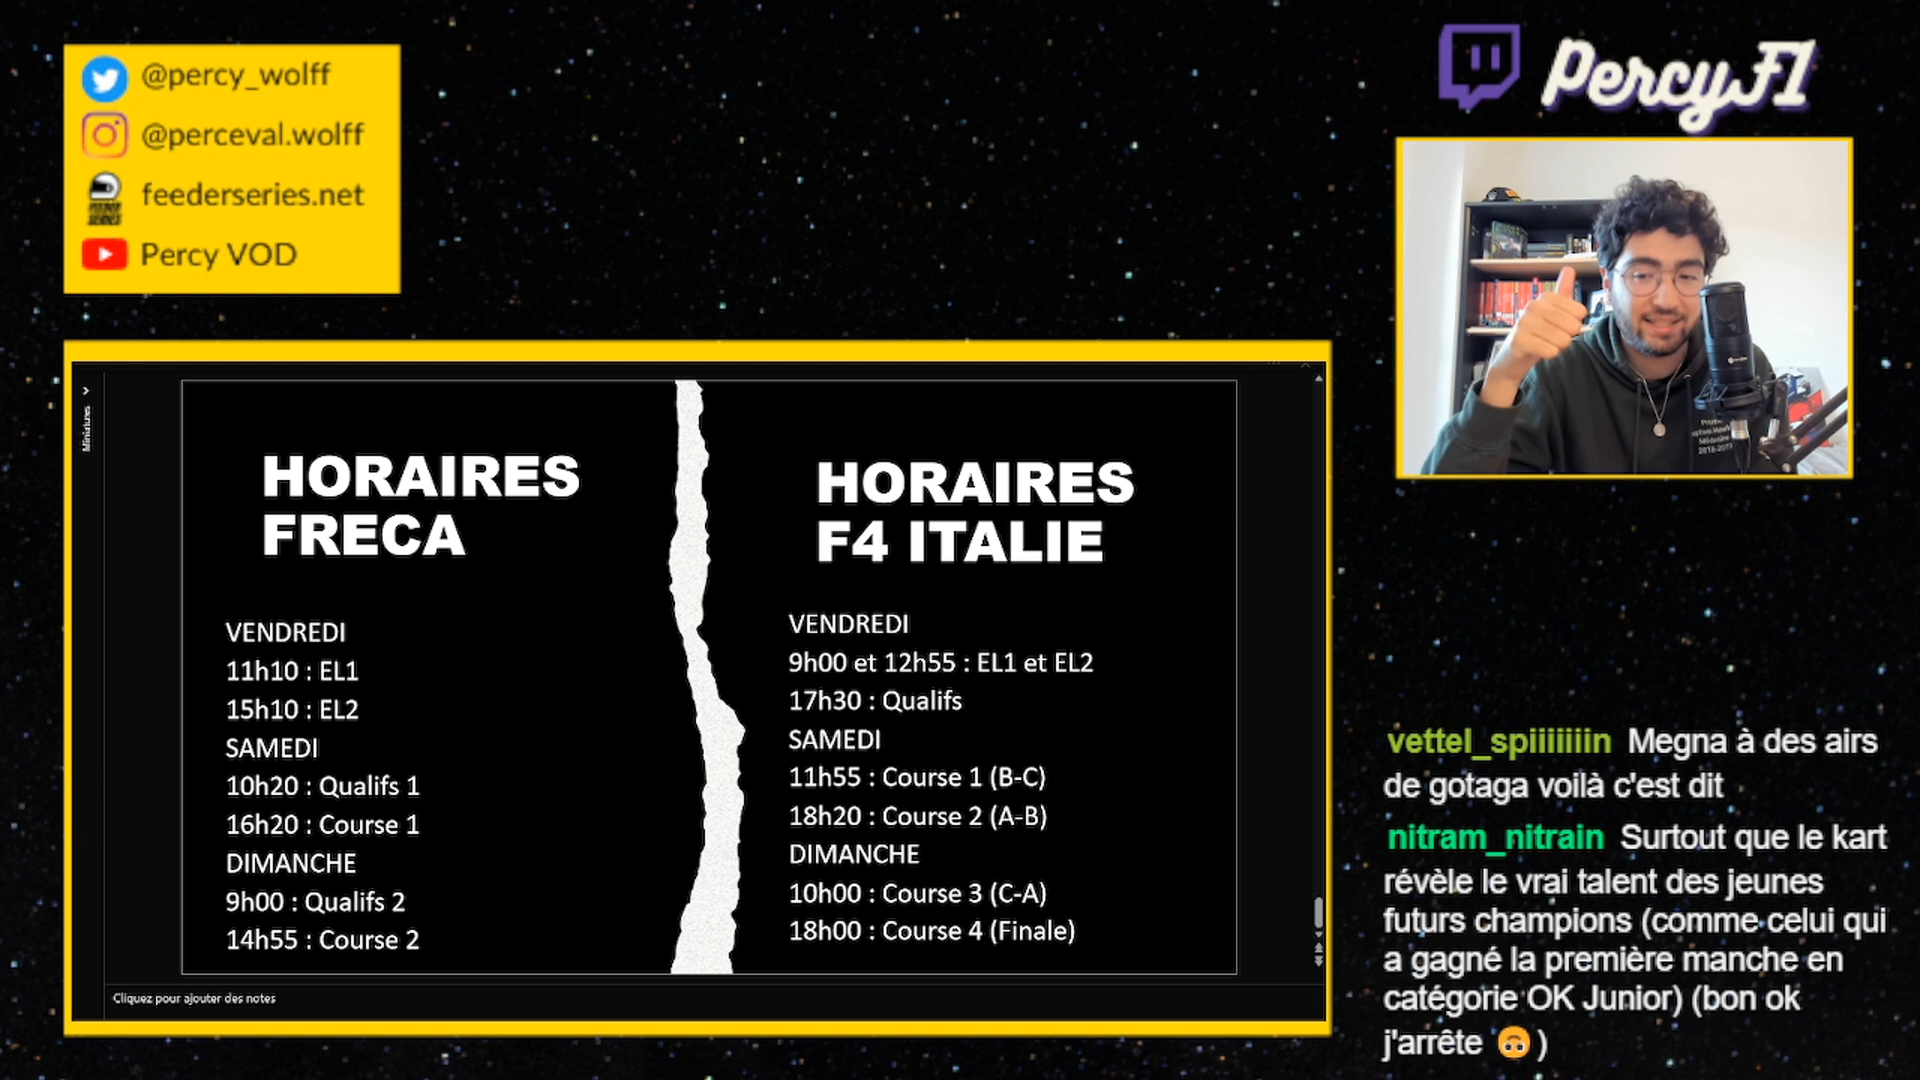 @percy_wolff
@perceval.wolff
feederseries.net
Percy VOD
PercyF1
Miniatures
HORAIRES
FRECA
VENDREDI
11h10 : EL1
15h10 : EL2
SAMEDI
10h20 : Qualifs 1
16h20 : Course 1
DIMANCHE
9h00 : Qualifs 2
14h55 : Course 2
HORAIRES
F4 ITALIE
VENDREDI
9h00 et 12h55 : EL1 et EL2
17h30 : Qualifs
SAMEDI
11h55 : Course 1 (B-C)
18h20 : Course 2 (A-B)
DIMANCHE
10h00 : Course 3 (C-A)
18h00 : Course 4 (Finale)
Cliquez pour ajouter des notes
vettel_spiiiiiiin Megna à des airs
de gotaga voilà c'est dit
nitram_nitrain Surtout que le kart
révèle le vrai talent des jeunes
futurs champions (comme celui qui
a gagné la première manche en
catégorie OK Junior) (bon ok
j'arrête 🙃 )